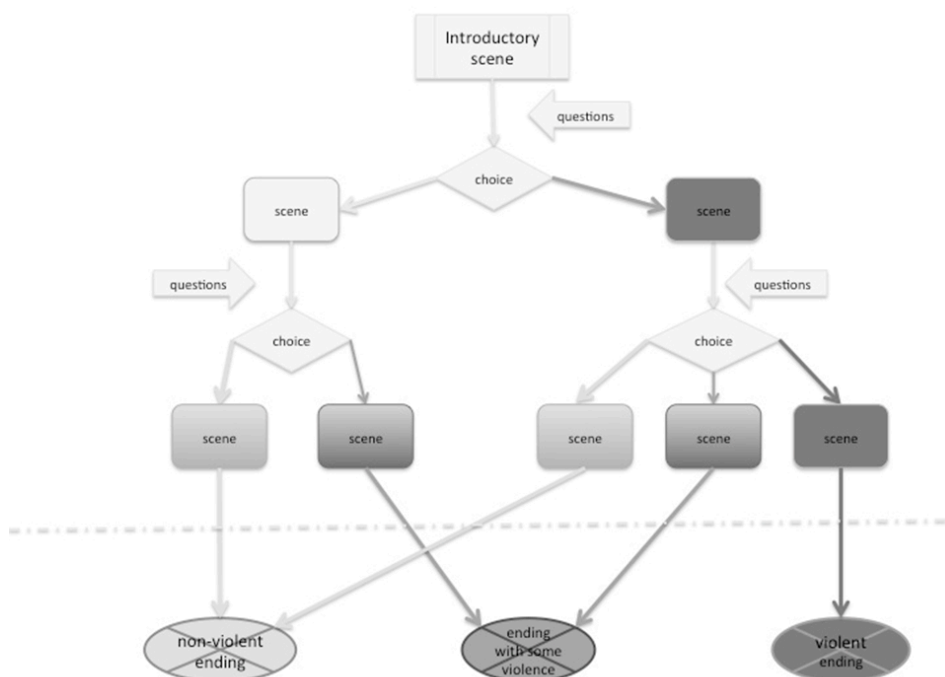 Introductory
scene
questions
choice
scene
scene
questions
questions
choice
choice
scene
scene
scene
scene
scene
non-violent
ending
ending
with some
violence
violent
ending